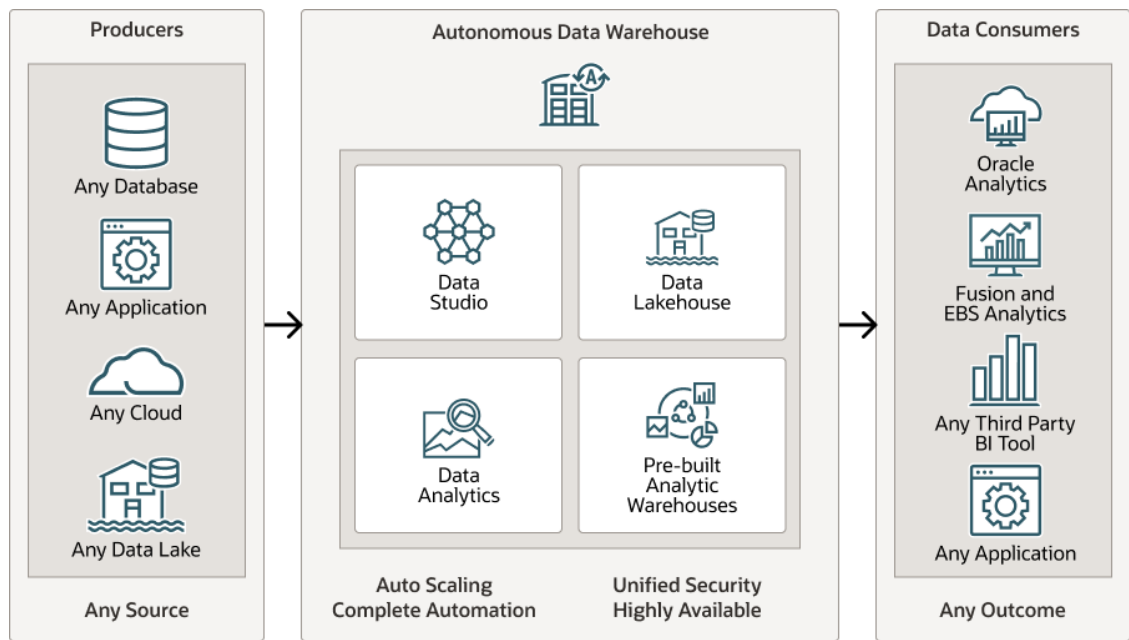 Producers
Any Database
Any Application
Any Cloud
Any Data Lake
Any Source
Autonomous Data Warehouse
A
Data
Studio
Data
Lakehouse
Data
Analytics
Pre-built
Analytic
Warehouses
Auto Scaling
Complete Automation
Unified Security
Highly Available
Data Consumers
Oracle
Analytics
Fusion and
EBS Analytics
Any Third Party
BI Tool
Any Application
Any Outcome